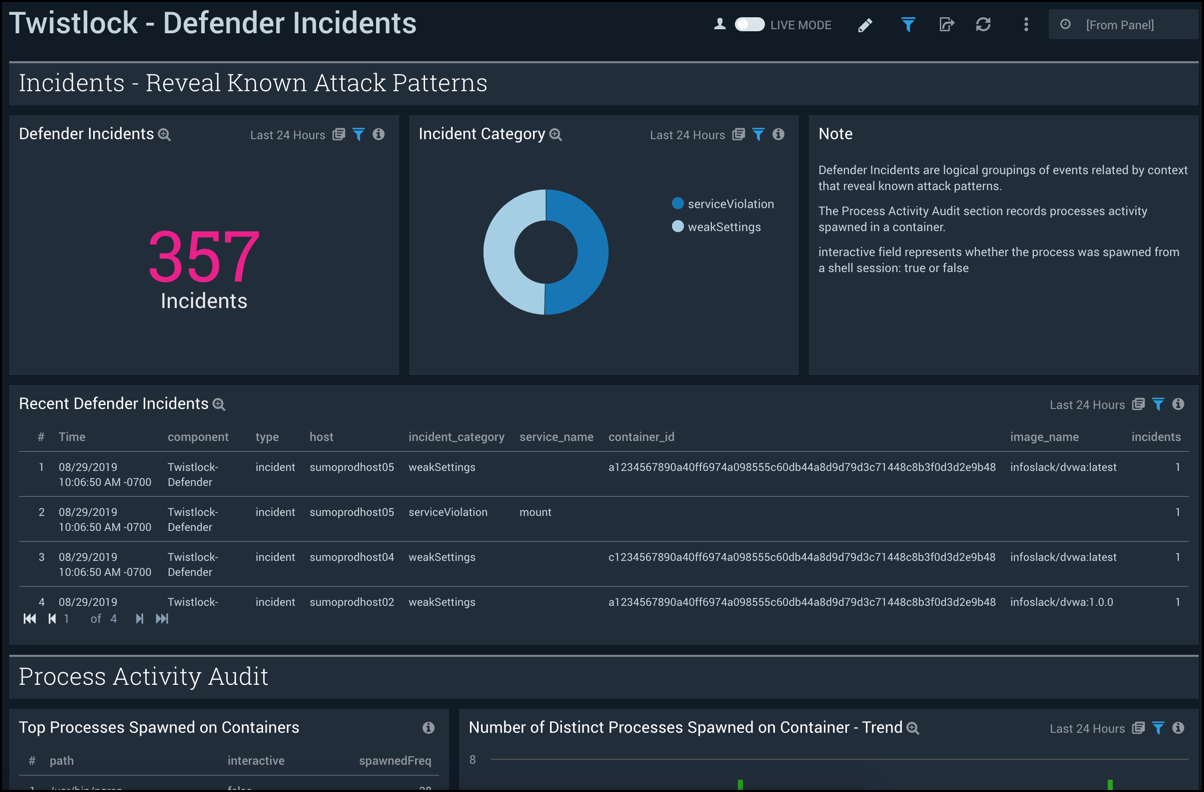 Twistlock - Defender Incidents
LIVE MODE
[From Panel]
Incidents - Reveal Known Attack Patterns
Defender Incidents
Last 24 Hours
357
Incidents
Incident Category
Last 24 Hours
serviceViolation
weakSettings
Note
Defender Incidents are logical groupings of events related by context
that reveal known attack patterns.
The Process Activity Audit section records processes activity
spawned in a container.
interactive field represents whether the process was spawned from
a shell session: true or false
Recent Defender Incidents
Last 24 Hours
# Time component type host incident_category service_name container_id image_name incidents
1 08/29/2019 Twistlock- incident sumoprodhost05 weakSettings a1234567890a40ff6974a098555c60db44a8d9d79d3c71448c8b3f0d3d2e9b48 infoslack/dvwa:latest 1
10:06:50 AM -0700 Defender
2 08/29/2019 Twistlock- incident sumoprodhost05 serviceViolation mount 1
10:06:50 AM -0700 Defender
3 08/29/2019 Twistlock- incident sumoprodhost04 weakSettings c1234567890a40ff6974a098555c60db44a8d9d79d3c71448c8b3f0d3d2e9b48 infoslack/dvwa:latest 1
10:06:50 AM -0700 Defender
4 08/29/2019 Twistlock- incident sumoprodhost02 weakSettings a1234567890a40ff6974a098555c60db44a8d9d79d3c71448c8b3f0d3d2e9b48 infoslack/dvwa:1.0.0 1
1 of 4
Process Activity Audit
Top Processes Spawned on Containers
# path interactive spawnedFreq
Number of Distinct Processes Spawned on Container - Trend
Last 24 Hours
8